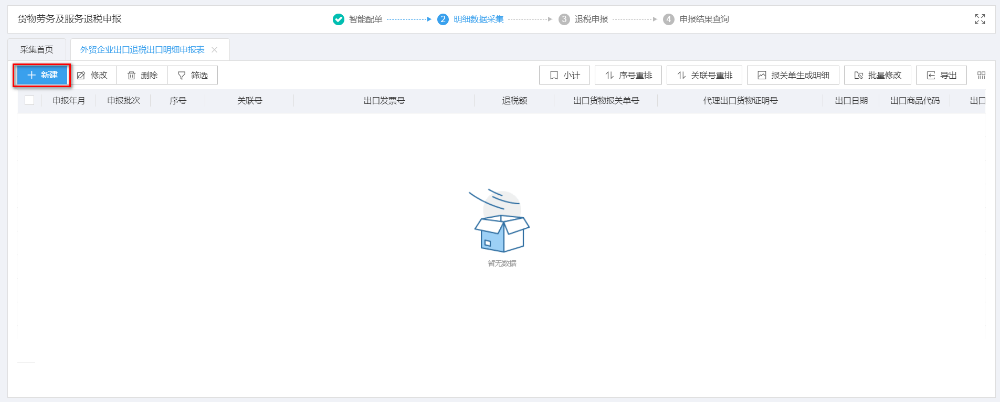 货物劳务及服务退税申报
智能配单 2 明细数据采集 3 退税申报 4 申报结果查询
采集首页 外贸企业出口退税出口明细申报表
新建 修改 删除 筛选 小计 序号重排 关联号重排 报关单生成明细 批量修改 导出
申报年月 申报批次 序号 关联号 出口发票号 退税额 出口货物报关单号 代理出口货物证明号 出口日期 出口商品代码 出口
暂无数据